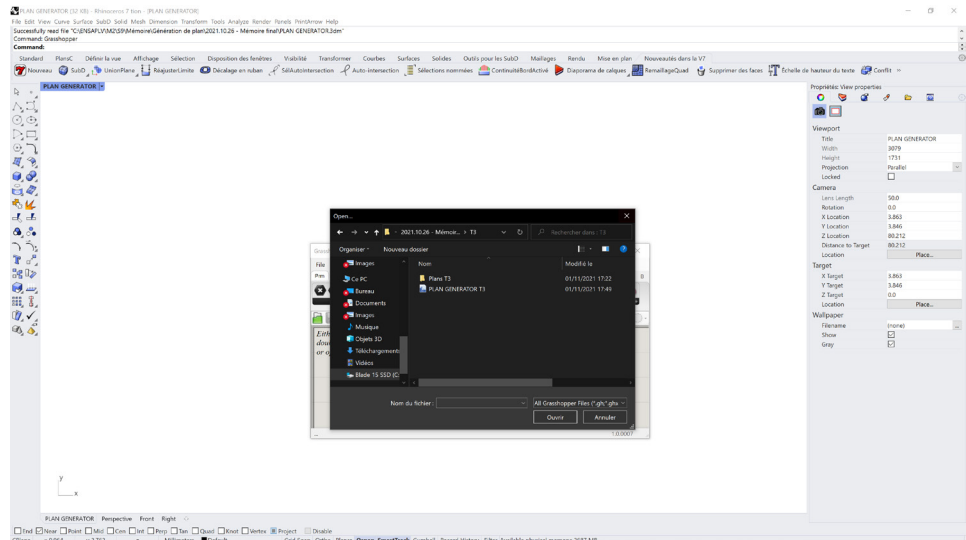 PLAN GENERATOR (32 KB) - Rhinoceros 7 bion - [PLAN GENERATOR]
File Edit View Curve Surface SubD Solid Mesh Dimension Transform Tools Analyze Render Panels PrintArrow Help
Successfully read file "C:\ENSAPLV\M2\S9\Mémoire\Génération de plan\2021.10.26 - Mémoire final\PLAN GENERATOR.3dm"
Command: Grasshopper
Command:
Standard PlansC Définir la vue Affichage Sélection Disposition des fenêtres Visibilité Transformer Courbes Surfaces Solides Outils pour les SubD Maillages Rendu Mise en plan Nouveautés dans la V7
Nouveau SubD UnionPlane RéajusterLimite Décalage en ruban SélAutoIntersection Auto-intersection Sélections nommées ContinuitéBordActivé Diaporama de calques RemaillageQuad Supprimer des faces Échelle de hauteur du texte Conflit
PLAN GENERATOR
Propriétés: View properties
Viewport
Title PLAN GENERATOR
Width 3079
Height 1731
Projection Parallel
Locked
Camera
Lens Length 50.0
Rotation 0.0
X Location 3.863
Y Location 3.846
Z Location 80.212
Distance to Target 80.212
Location Place...
Target
X Target 3.863
Y Target 3.846
Z Target 0.0
Location Place...
Wallpaper
Filename (none) ...
Show
Gray
Open...
2021.10.26 - Mémoir... > T3
Rechercher dans : T3
Organiser Nouveau dossier
File
Nom Modifié le
Images
Ce PC
Bureau
Documents
Images
Musique
Objets 3D
Téléchargements
Vidéos
Blade 15 SSD (C:
Plans T3 01/11/2021 17:22
PLAN GENERATOR T3 01/11/2021 17:49
Nom du fichier : All Grasshopper Files (*.gh;*.ghx
Ouvrir Annuler
1.0.0007
y
x
PLAN GENERATOR Perspective Front Right
End Near Point Mid Cen Int Perp Tan Quad Knot Vertex Project Disable